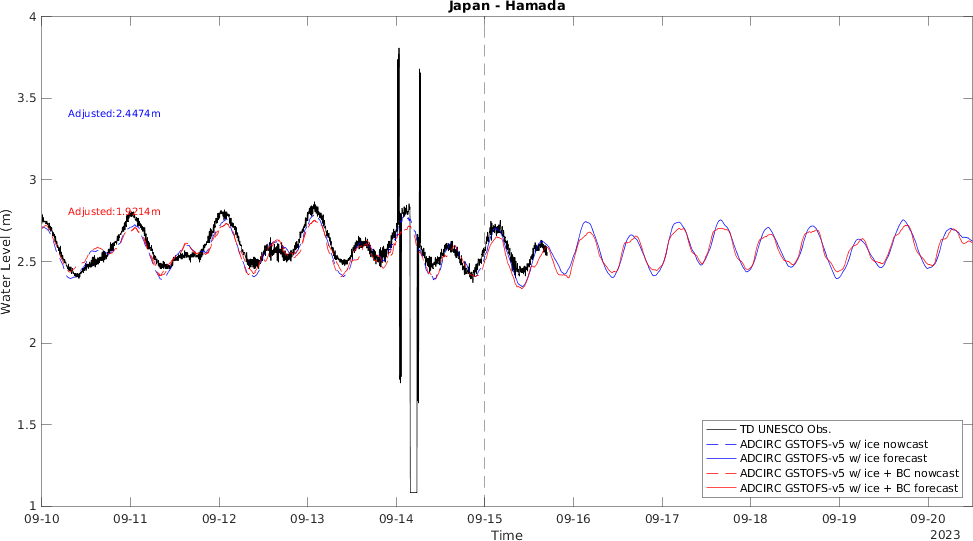 Japan - Hamada
4
3.5
3
2.5
2
1.5
1
Water Level (m)
Adjusted:2.4474m
Adjusted:1.9214m
TD UNESCO Obs.
ADCIRC GSTOFS-v5 w/ ice nowcast
ADCIRC GSTOFS-v5 w/ ice forecast
ADCIRC GSTOFS-v5 w/ ice + BC nowcast
ADCIRC GSTOFS-v5 w/ ice + BC forecast
09-10 09-11 09-12 09-13 09-14 09-15 09-16 09-17 09-18 09-19 09-20
Time
2023